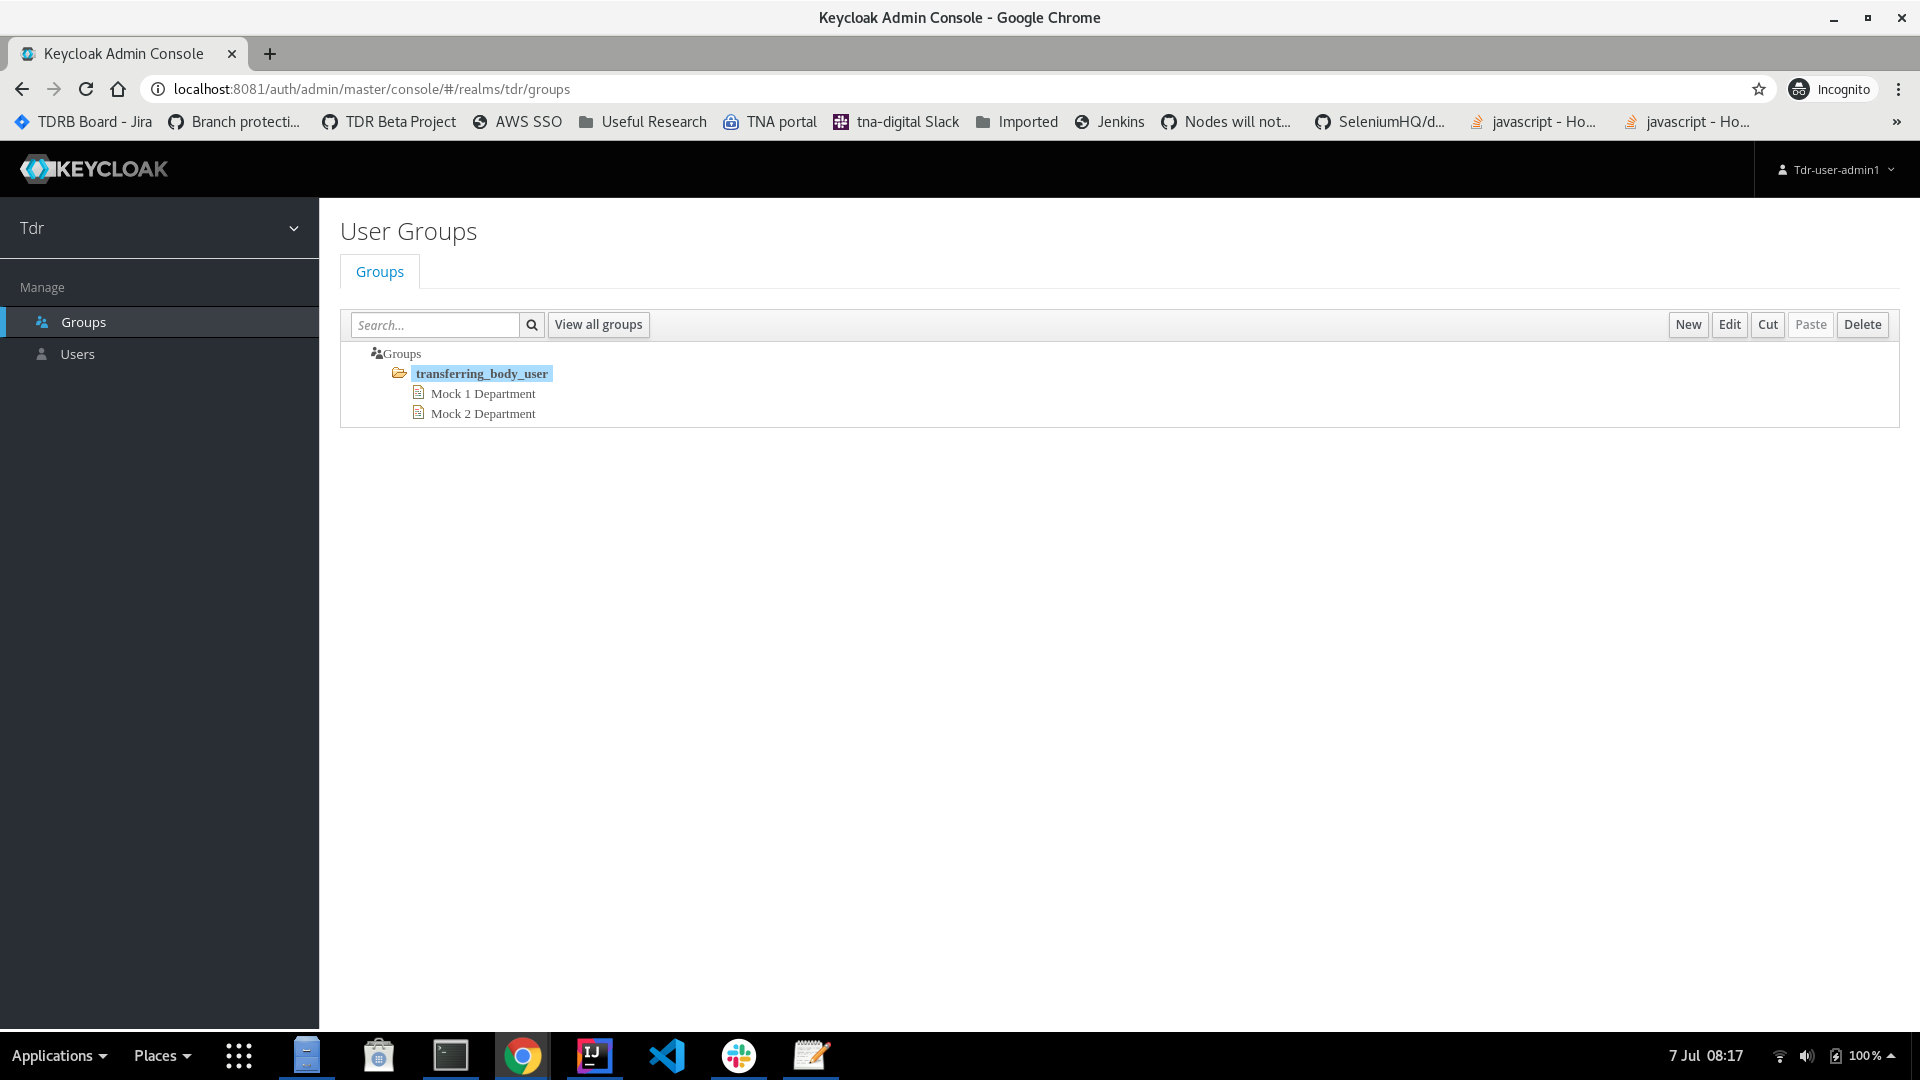 Keycloak Admin Console - Google Chrome
Keycloak Admin Console
localhost:8081/auth/admin/master/console/#/realms/tdr/groups
Incognito
TDRB Board - Jira Branch protecti... TDR Beta Project AWS SSO Useful Research TNA portal tna-digital Slack Imported Jenkins Nodes will not... SeleniumHQ/d... javascript - Ho... javascript - Ho... »
KEYCLOAK
Tdr-user-admin1
Tdr
User Groups
Groups
Manage
Groups
Users
Search...
View all groups
New Edit Cut Paste Delete
Groups
transferring_body_user
Mock 1 Department
Mock 2 Department
Applications Places
IJ
7 Jul 08:17
100 %